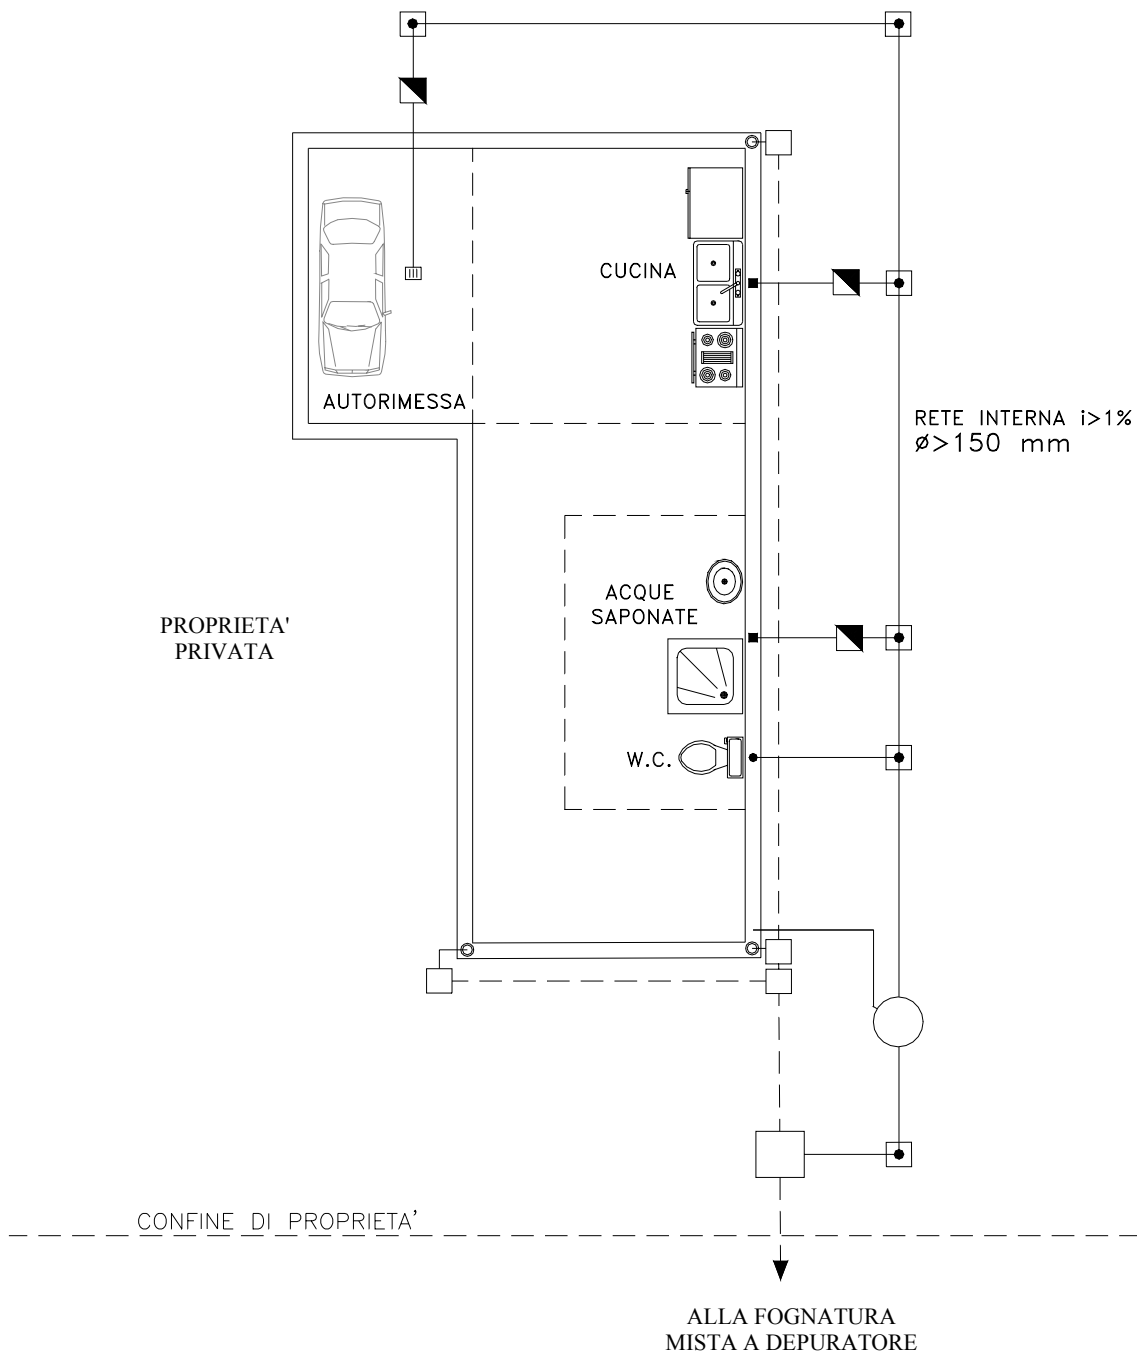 CUCINA
AUTORIMESSA
RETE INTERNA i>1%
Ø>150 mm
ACQUE
SAPONATE
PROPRIETA'
PRIVATA
W.C.
CONFINE DI PROPRIETA'
ALLA FOGNATURA
MISTA A DEPURATORE